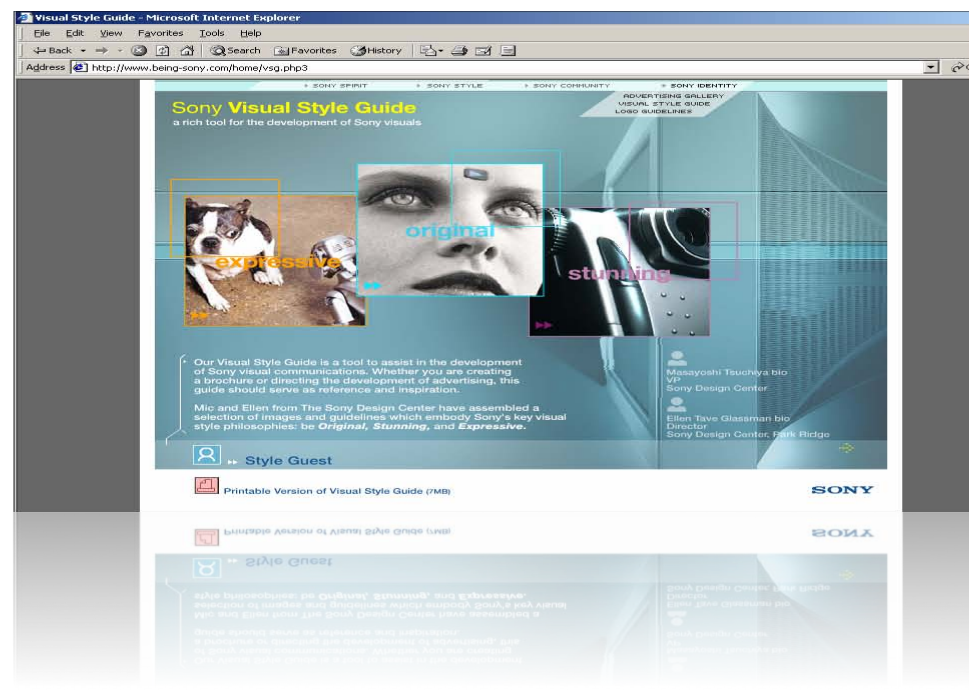 Visual Style Guide - Microsoft Internet Explorer
File Edit View Favorites Tools Help
Back Search Favorites History
Address http://www.being-sony.com/home/vsg.php3
SONY SPIRIT SONY STYLE SONY COMMUNITY SONY IDENTITY
ADVERTISING GALLERY
VISUAL STYLE GUIDE
LOGO GUIDELINES
Sony Visual Style Guide
a rich tool for the development of Sony visuals
expressive
original
stunning
Our Visual Style Guide is a tool to assist in the development
of Sony visual communications. Whether you are creating
a brochure or directing the development of advertising, this
guide should serve as reference and inspiration.
Mic and Ellen from The Sony Design Center have assembled a
selection of images and guidelines which embody Sony's key visual
style philosophies: be Original, Stunning, and Expressive.
Masayoshi Tsuchiya bio
VP
Sony Design Center
Ellen Tave Glassman bio
Director
Sony Design Center, Park Ridge
Style Guest
Printable Version of Visual Style Guide (7MB)
SONY